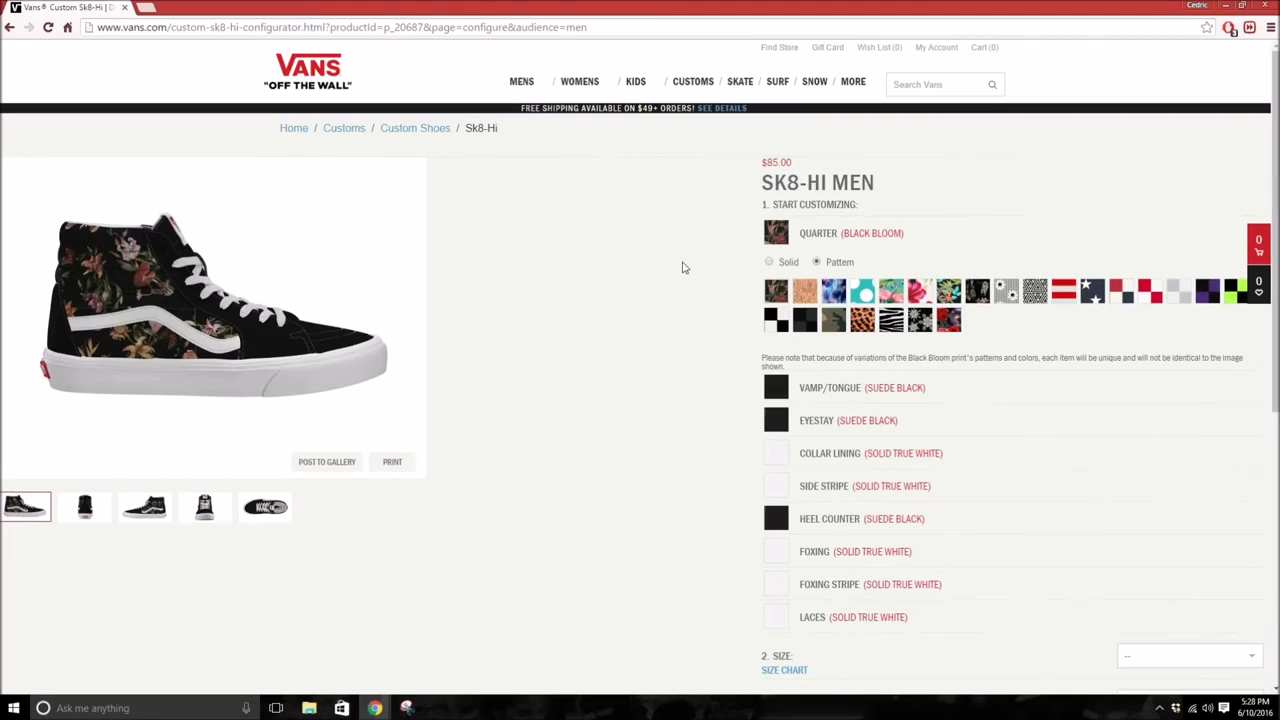 Vans® Custom Sk8-Hi | D
Cedric
www.vans.com/custom-sk8-hi-configurator.html?productId=p_20687&page=configure&audience=men
Find Store Gift Card Wish List (0) My Account Cart (0)
VANS
"OFF THE WALL"
MENS / WOMENS / KIDS / CUSTOMS / SKATE / SURF / SNOW / MORE
Search Vans
FREE SHIPPING AVAILABLE ON $49+ ORDERS! SEE DETAILS
Home / Customs / Custom Shoes / Sk8-Hi
$85.00
SK8-HI MEN
1. START CUSTOMIZING:
QUARTER (BLACK BLOOM)
0
Solid Pattern
0
Please note that because of variations of the Black Bloom print's patterns and colors, each item will be unique and will not be identical to the image
shown.
VAMP/TONGUE (SUEDE BLACK)
EYESTAY (SUEDE BLACK)
COLLAR LINING (SOLID TRUE WHITE)
POST TO GALLERY PRINT
SIDE STRIPE (SOLID TRUE WHITE)
HEEL COUNTER (SUEDE BLACK)
FOXING (SOLID TRUE WHITE)
FOXING STRIPE (SOLID TRUE WHITE)
LACES (SOLID TRUE WHITE)
2. SIZE:
--
SIZE CHART
Ask me anything
5:28 PM
6/10/2016